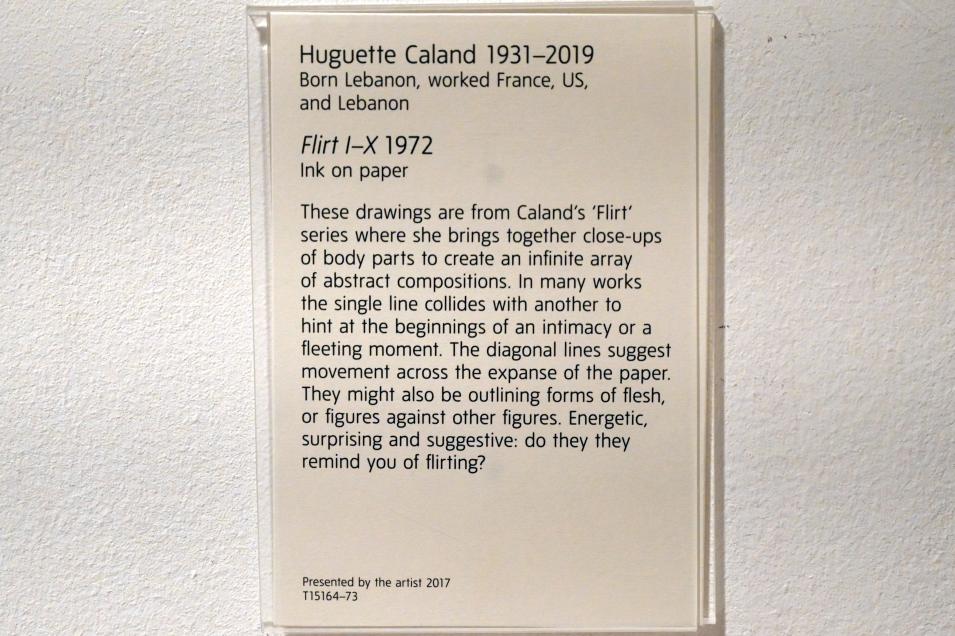 Huguette Caland 1931–2019
Born Lebanon, worked France, US,
and Lebanon
Flirt I–X 1972
Ink on paper
These drawings are from Caland's 'Flirt'
series where she brings together close-ups
of body parts to create an infinite array
of abstract compositions. In many works
the single line collides with another to
hint at the beginnings of an intimacy or a
fleeting moment. The diagonal lines suggest
movement across the expanse of the paper.
They might also be outlining forms of flesh,
or figures against other figures. Energetic,
surprising and suggestive: do they they
remind you of flirting?
Presented by the artist 2017
T15164–73